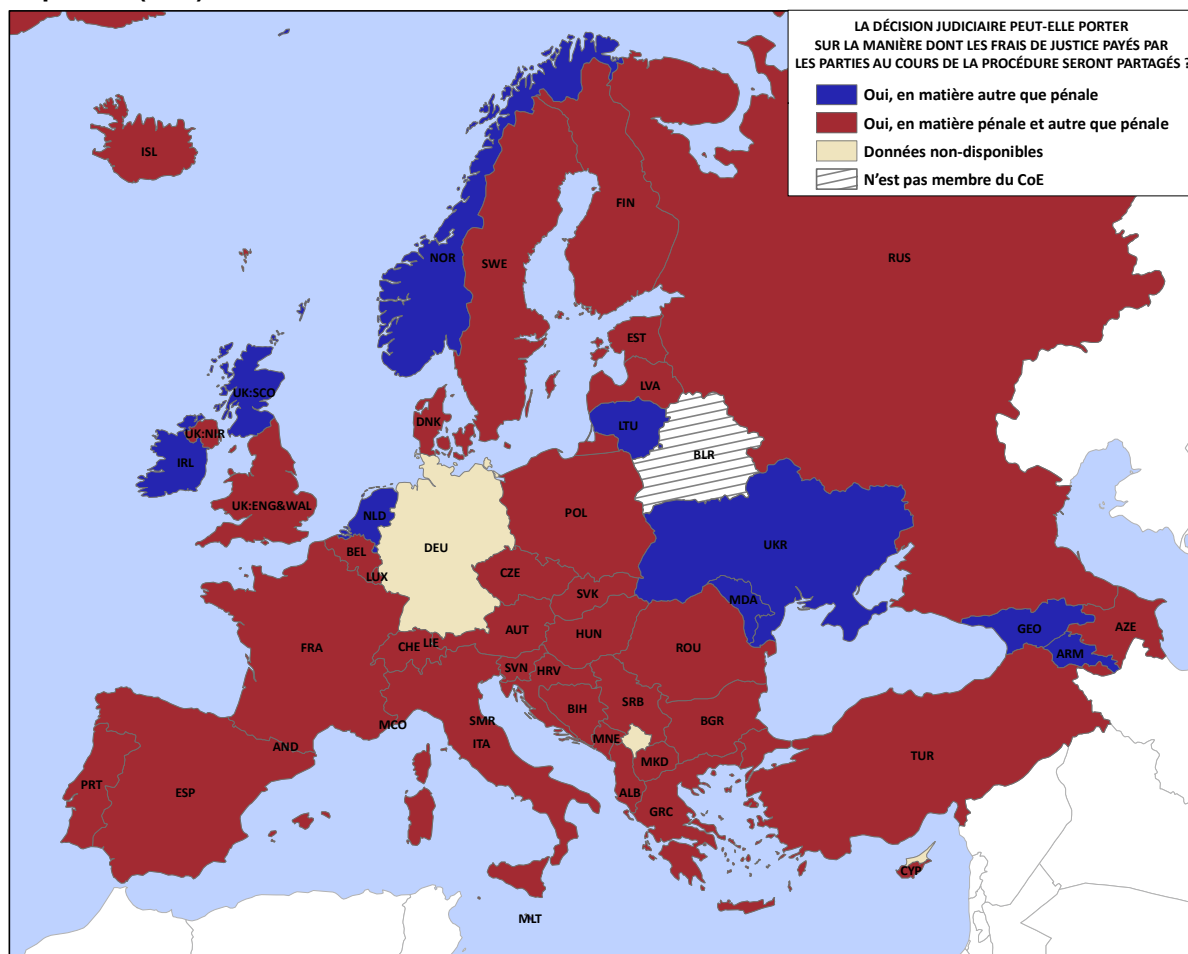 LA DÉCISION JUDICIAIRE PEUT-ELLE PORTER
SUR LA MANIÈRE DONT LES FRAIS DE JUSTICE PAYÉS PAR
LES PARTIES AU COURS DE LA PROCÉDURE SERONT PARTAGÉS ?
Oui, en matière autre que pénale
Oui, en matière pénale et autre que pénale
Données non-disponibles
N'est pas membre du CoE
ISL
FIN
NOR
SWE
RUS
EST
LVA
UK:SCO
DNK
LTU
UK:NIR
IRL
BLR
UK:ENG&WAL
NLD
POL
DEU
UKR
BEL
LUX
CZE
SVK
MDA
AUT
HUN
GEO
AZE
FRA
CHE
LIE
ROU
ARM
SVN
HRV
SRB
BIH
MCO
SMR
BGR
AND
ITA
MNE
MKD
TUR
PRT
ESP
ALB
GRC
CYP
MLT